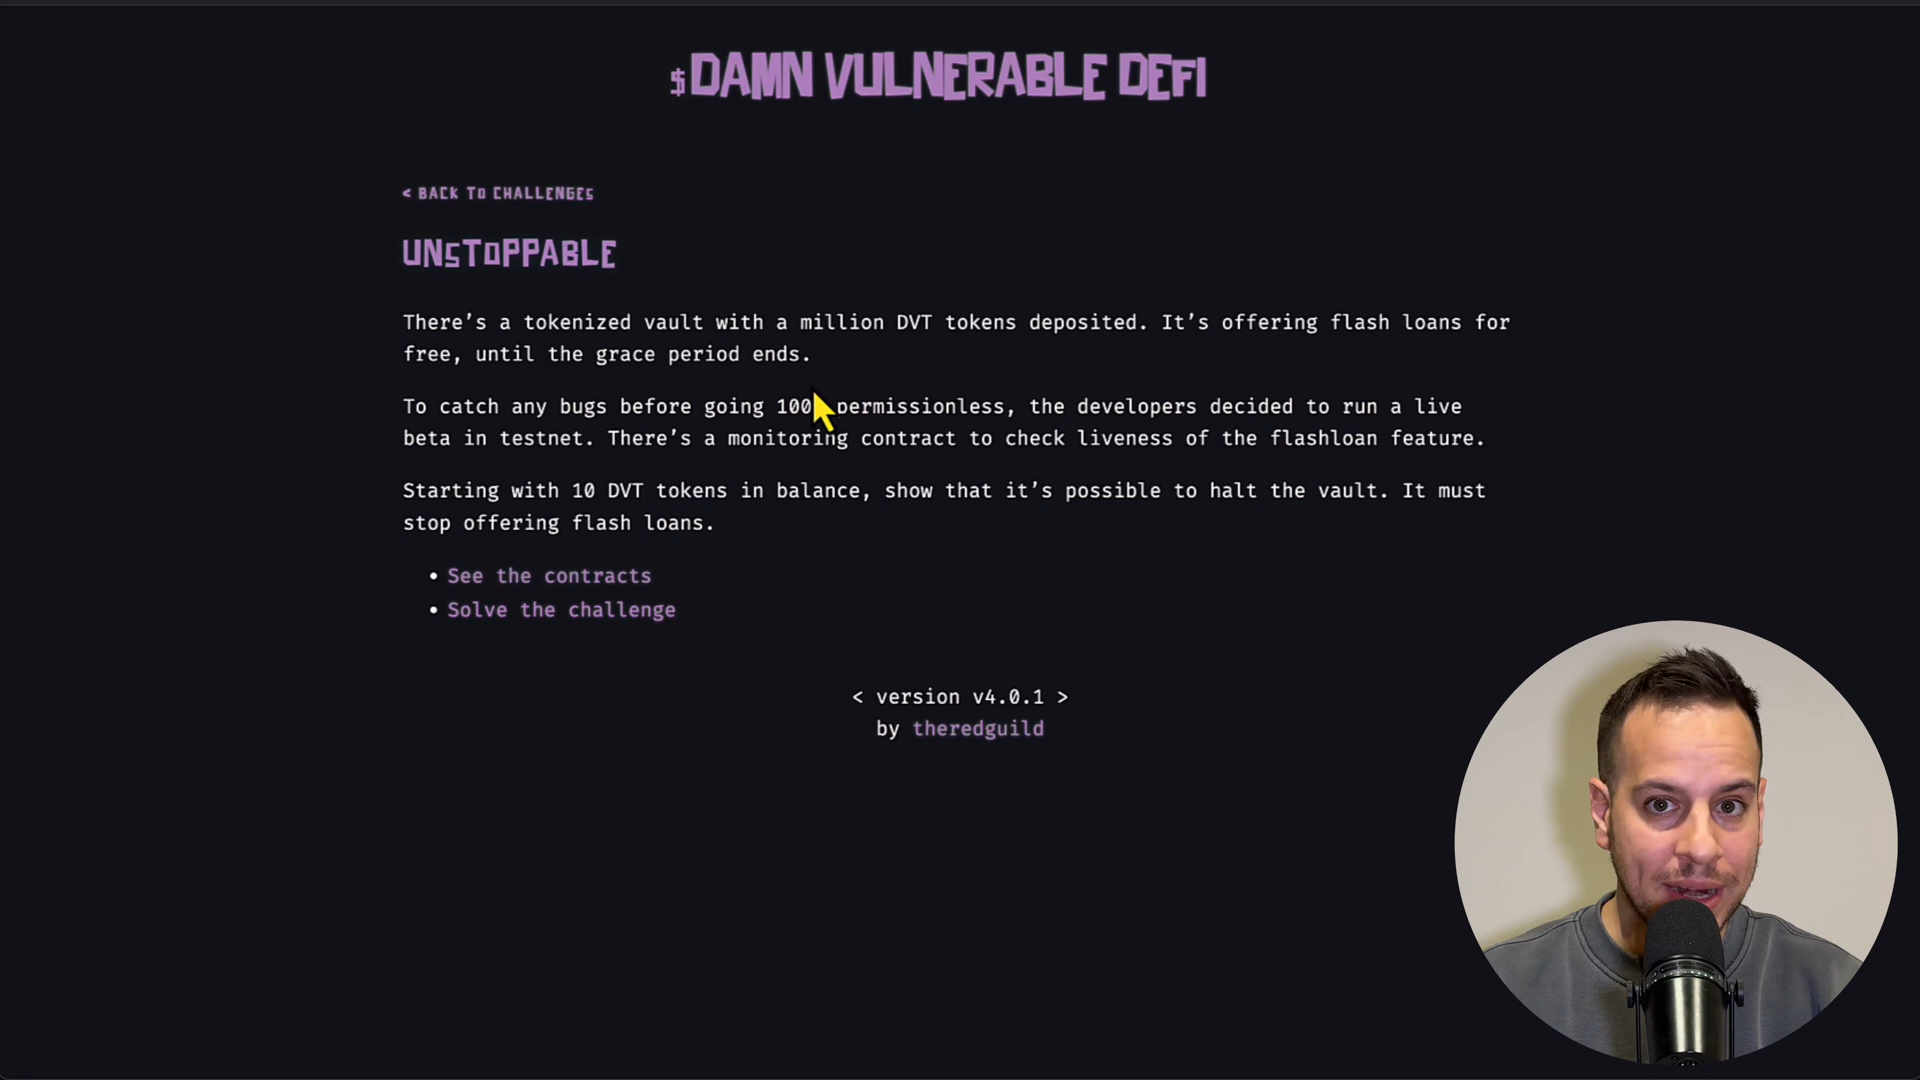 $DAMN VULNERABLE DEFI
< BACK TO CHALLENGES
UNSTOPPABLE
There’s a tokenized vault with a million DVT tokens deposited. It’s offering flash loans for
free, until the grace period ends.
To catch any bugs before going 100 permissionless, the developers decided to run a live
beta in testnet. There’s a monitoring contract to check liveness of the flashloan feature.
Starting with 10 DVT tokens in balance, show that it’s possible to halt the vault. It must
stop offering flash loans.
• See the contracts
• Solve the challenge
< version v4.0.1 >
by theredguild